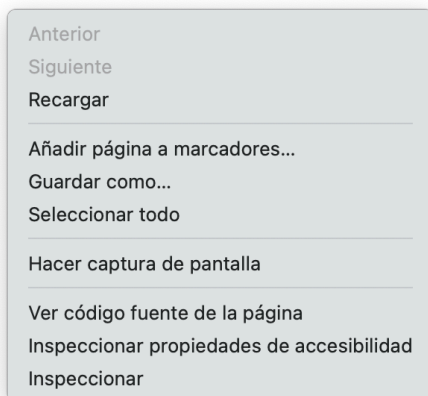 Anterior
Siguiente
Recargar
Añadir página a marcadores...
Guardar como...
Seleccionar todo
Hacer captura de pantalla
Ver código fuente de la página
Inspeccionar propiedades de accesibilidad
Inspeccionar